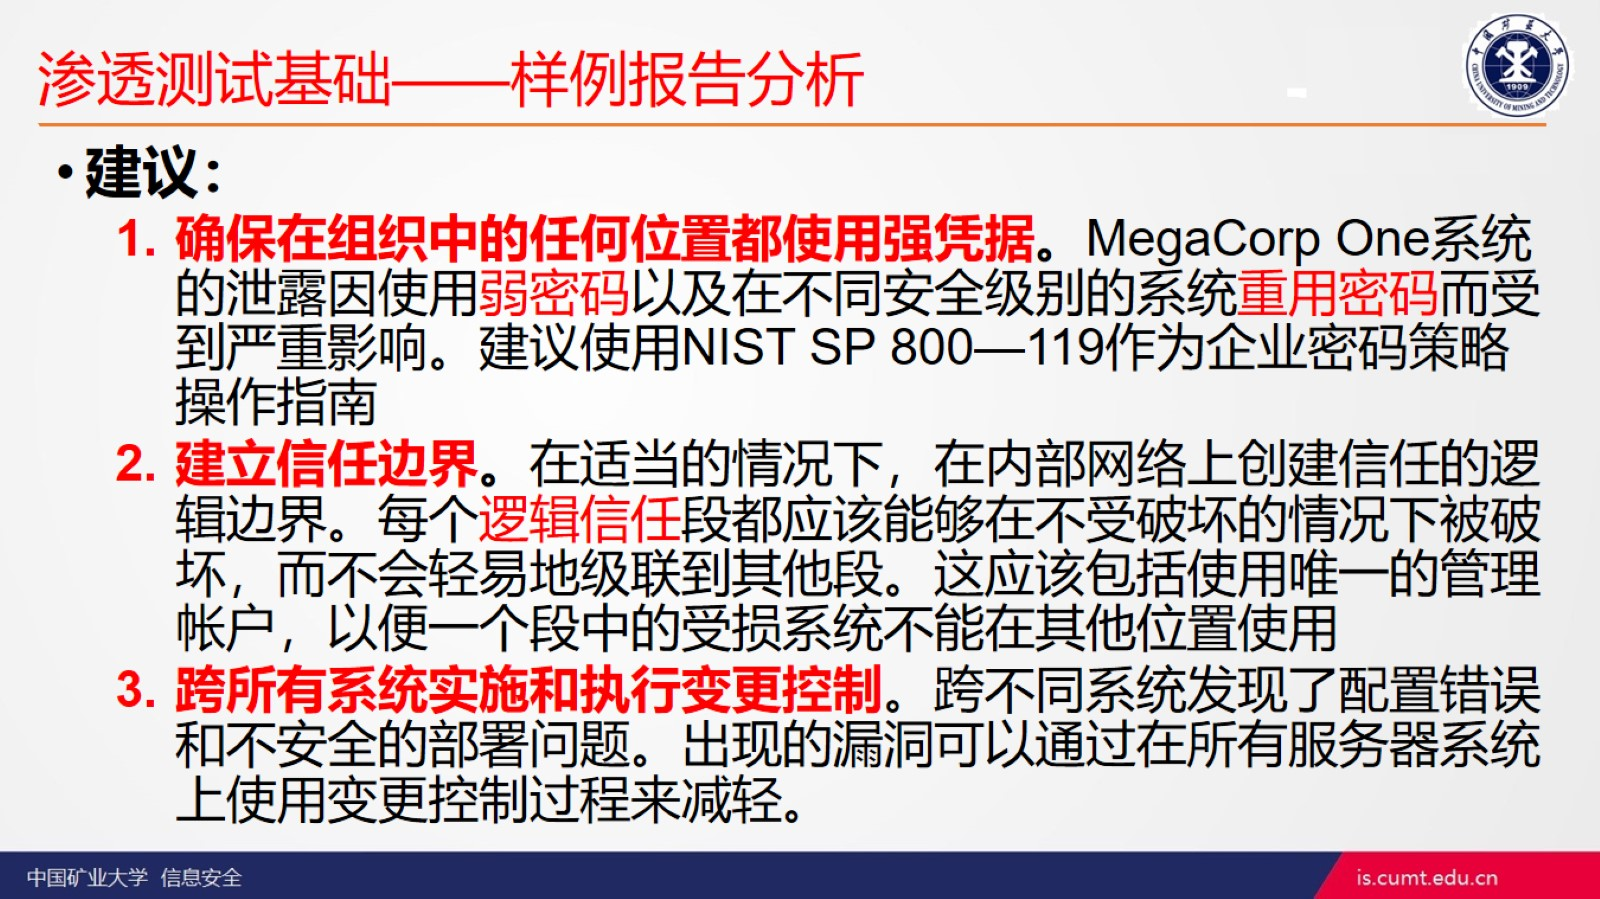 渗透测试基础——样例报告分析
中国矿业大学
CHINA UNIVERSITY OF MINING AND TECHNOLOGY
1909
•建议：
1. 确保在组织中的任何位置都使用强凭据。MegaCorp One系统
的泄露因使用弱密码以及在不同安全级别的系统重用密码而受
到严重影响。建议使用NIST SP 800—119作为企业密码策略
操作指南
2. 建立信任边界。在适当的情况下，在内部网络上创建信任的逻
辑边界。每个逻辑信任段都应该能够在不受破坏的情况下被破
坏，而不会轻易地级联到其他段。这应该包括使用唯一的管理
帐户，以便一个段中的受损系统不能在其他位置使用
3. 跨所有系统实施和执行变更控制。跨不同系统发现了配置错误
和不安全的部署问题。出现的漏洞可以通过在所有服务器系统
上使用变更控制过程来减轻。
中国矿业大学 信息安全
is.cumt.edu.cn